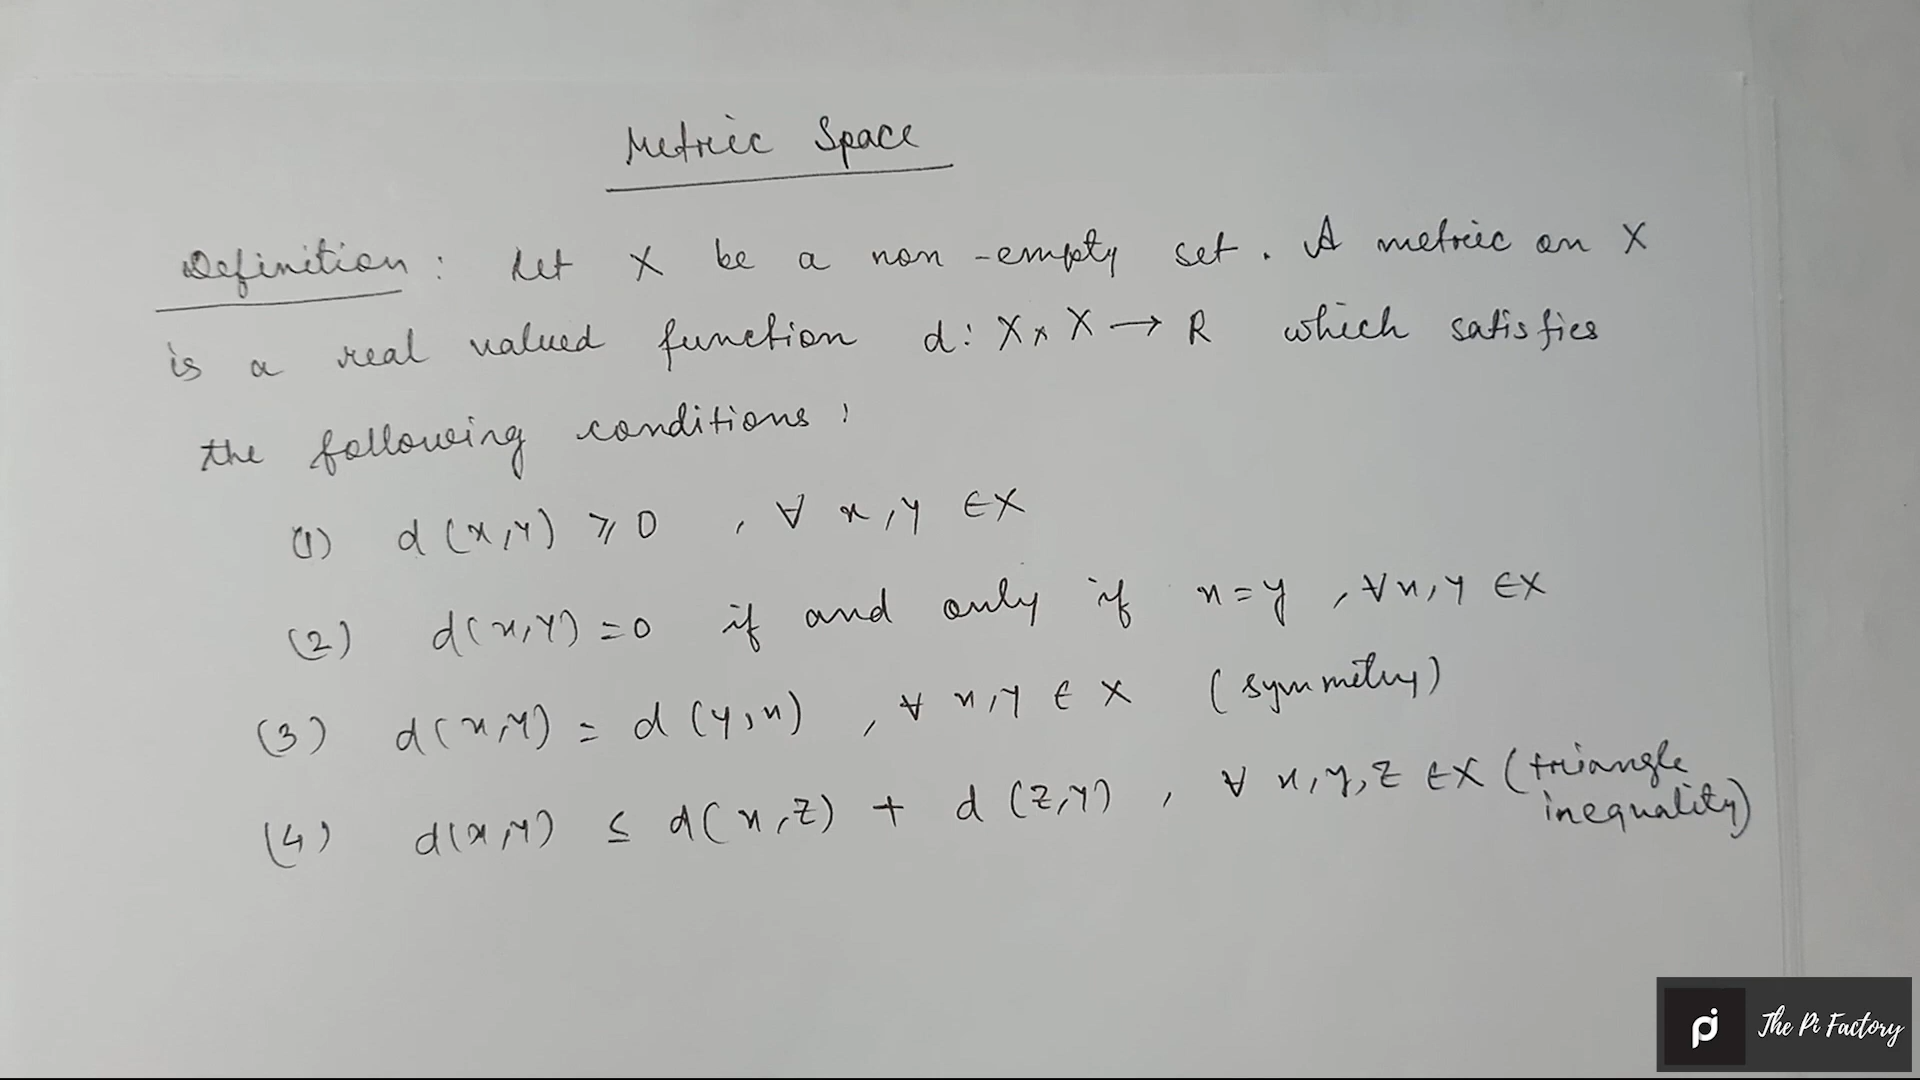 Metric Space
Definition : Let X be a non-empty set. A metric on X
is a real valued function d: X x X → R which satisfies
the following conditions :
(1) d(x,y) ≥ 0 , ∀ x,y ∈ X
(2) d(x,y) = 0 if and only if x=y , ∀ x,y ∈ X
(3) d(x,y) = d(y,x) , ∀ x,y ∈ X (symmetry)
(4) d(x,y) ≤ d(x,z) + d(z,y) , ∀ x,y,z ∈ X (triangle
inequality)
pi The Pi Factory